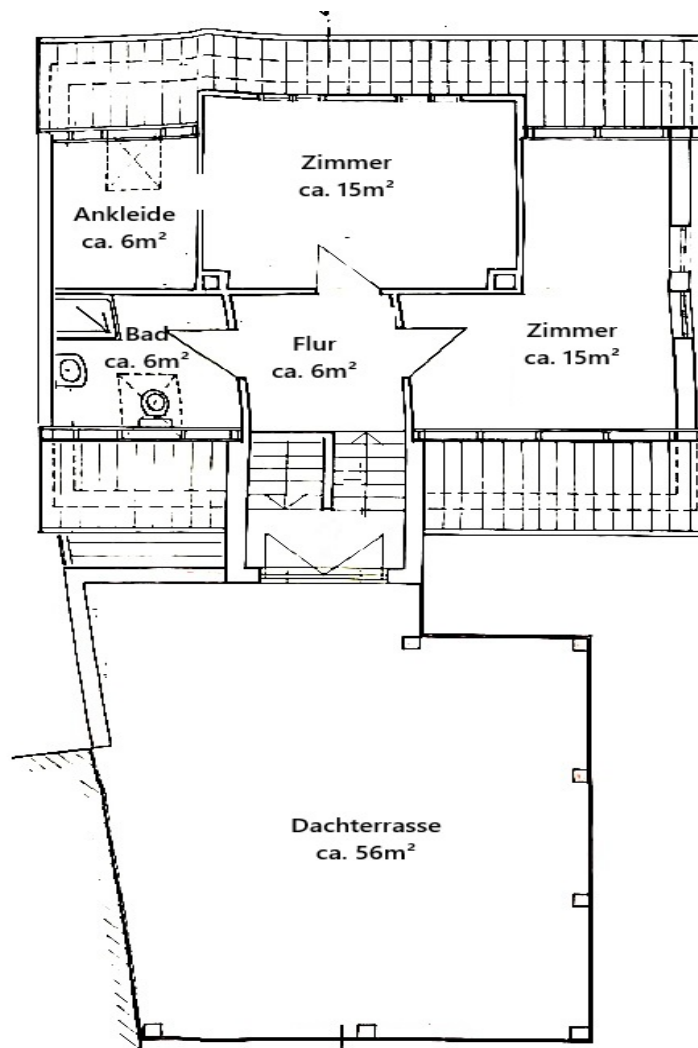 Zimmer
ca. 15m²
Ankleide
ca. 6m²
Bad
ca. 6m²
Flur
ca. 6m²
Zimmer
ca. 15m²
Dachterrasse
ca. 56m²